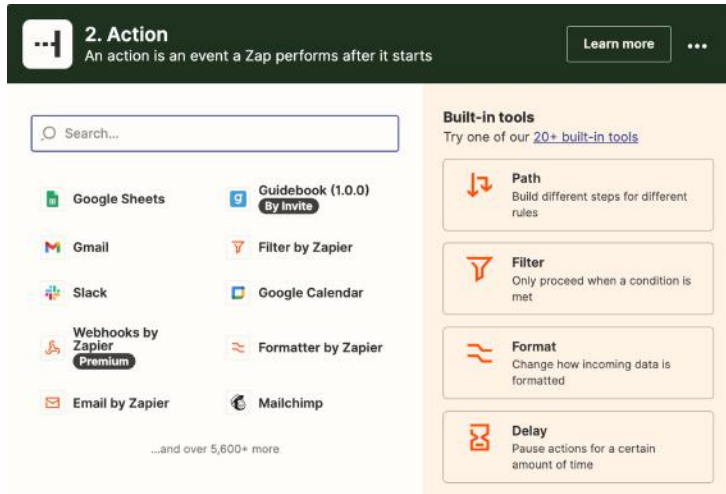 2. Action
An action is an event a Zap performs after it starts
Learn more
Search...
Google Sheets
Guidebook (1.0.0)
By Invite
Gmail
Filter by Zapier
Slack
Google Calendar
Webhooks by
Zapier
Premium
Formatter by Zapier
Email by Zapier
Mailchimp
...and over 5,600+ more
Built-in tools
Try one of our 20+ built-in tools
Path
Build different steps for different
rules
Filter
Only proceed when a condition is
met
Format
Change how incoming data is
formatted
Delay
Pause actions for a certain
amount of time